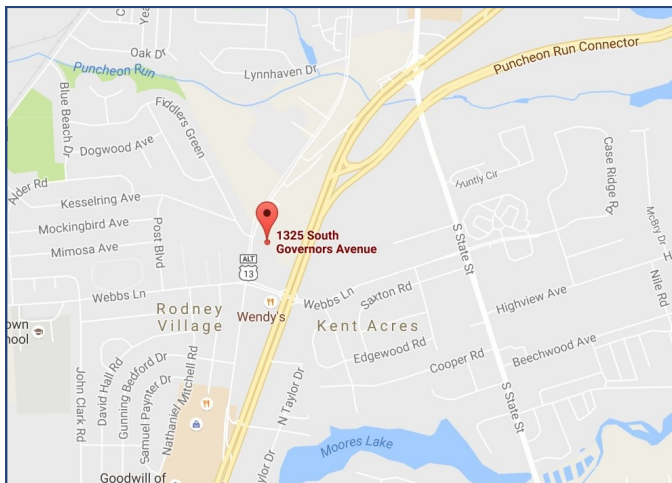 Oak Dr
Puncheon Run
Lynnhaven Dr
Puncheon Run Connector
Blue Beach Dr
Fiddlers Green
Dogwood Ave
Alder Rd
Kesselring Ave
Mockingbird Ave
Mimosa Ave
Post Blvd
Huntly Cir
Case Ridge R
McBry Dr
S State St
1325 South
Governors Avenue
ALT
13
Webbs Ln
Webbs Ln
Wendy's
Rodney
Village
Kent Acres
Saxton Rd
Highview Ave
Nile Rd
H
own
hool
Edgewood Rd
Cooper Rd
Beechwood Ave
John Clark Rd
David Hall Rd
Gunning Bedford Dr
Samuel Paynter Dr
Nathaniel Mitchell Rd
N Taylor Dr
S State St
Moores Lake
ylor Dr
Goodwill of